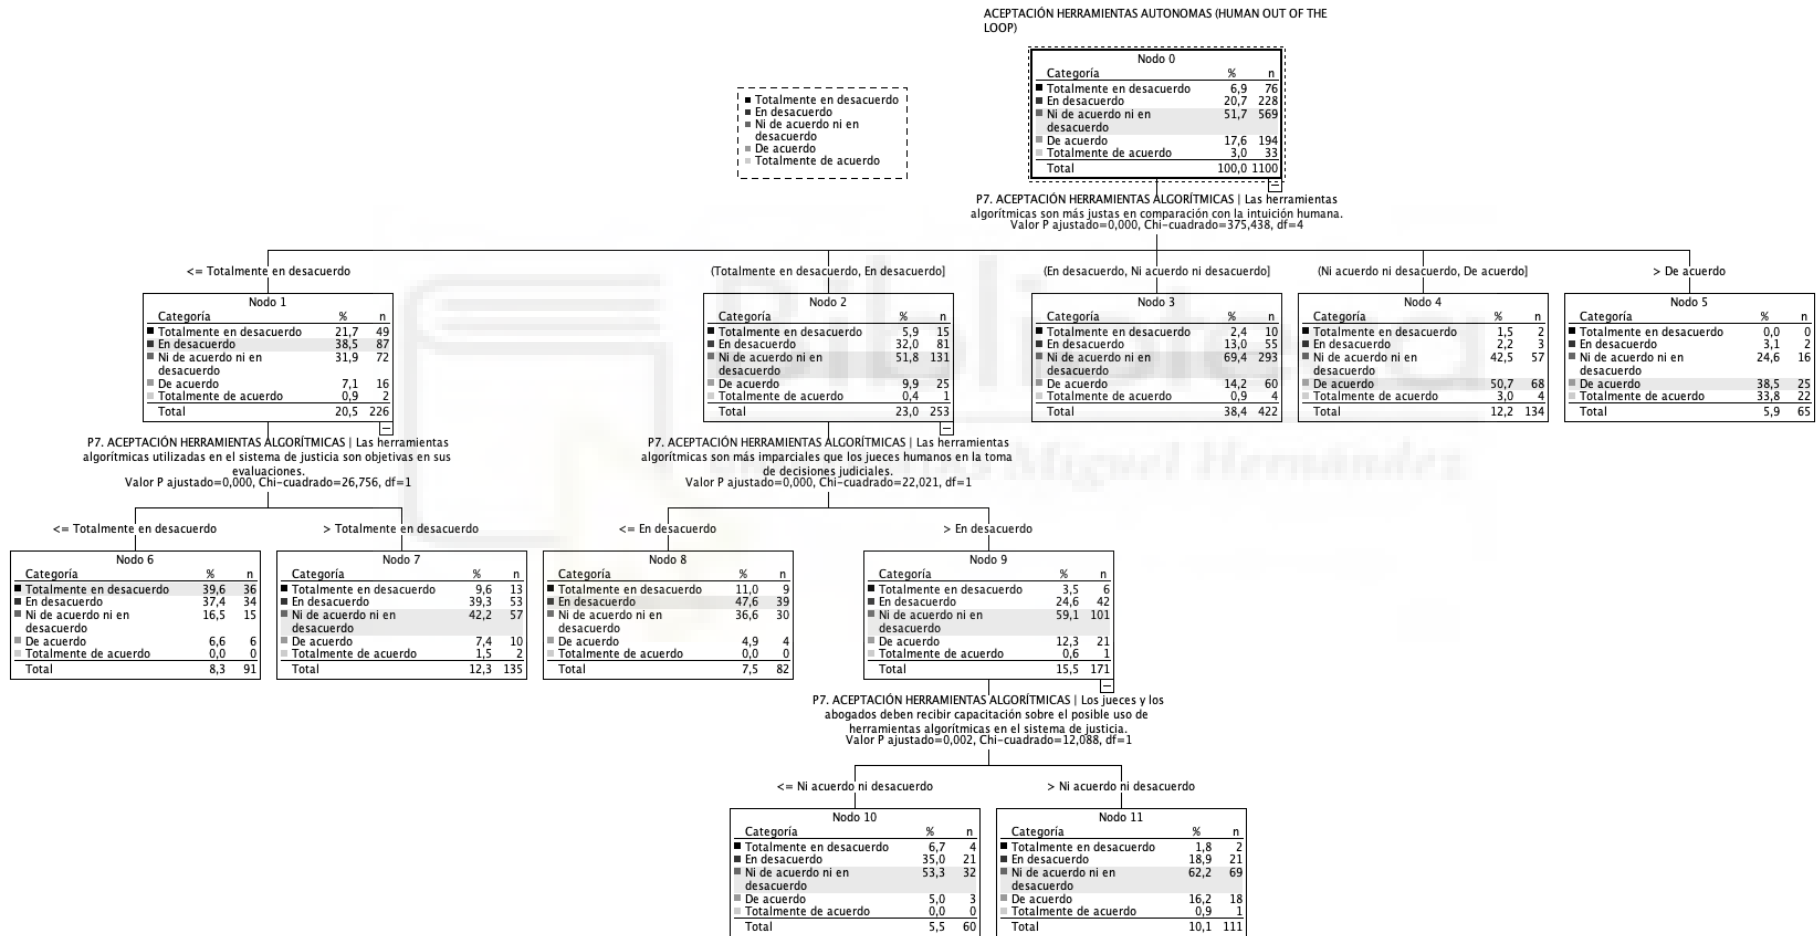 ACEPTACIÓN HERRAMIENTAS AUTONOMAS (HUMAN OUT OF THE
LOOP)
Nodo 0
Categoría % n
Totalmente en desacuerdo 6,9 76
En desacuerdo 20,7 228
Ni de acuerdo ni en 51,7 569
desacuerdo
De acuerdo 17,6 194
Totalmente de acuerdo 3,0 33
Total 100,0 1100
Totalmente en desacuerdo
En desacuerdo
Ni de acuerdo ni en
desacuerdo
De acuerdo
Totalmente de acuerdo
P7. ACEPTACIÓN HERRAMIENTAS ALGORÍTMICAS | Las herramientas
algorítmicas son más justas en comparación con la intuición humana.
Valor P ajustado=0,000, Chi-cuadrado=375,438, df=4
<= Totalmente en desacuerdo
(Totalmente en desacuerdo, En desacuerdo]
(En desacuerdo, Ni acuerdo ni desacuerdo]
(Ni acuerdo ni desacuerdo, De acuerdo]
> De acuerdo
Nodo 1
Categoría % n
Totalmente en desacuerdo 21,7 49
En desacuerdo 38,5 87
Ni de acuerdo ni en 31,9 72
desacuerdo
De acuerdo 7,1 16
Totalmente de acuerdo 0,9 2
Total 20,5 226
Nodo 2
Categoría % n
Totalmente en desacuerdo 5,9 15
En desacuerdo 32,0 81
Ni de acuerdo ni en 51,8 131
desacuerdo
De acuerdo 9,9 25
Totalmente de acuerdo 0,4 1
Total 23,0 253
Nodo 3
Categoría % n
Totalmente en desacuerdo 2,4 10
En desacuerdo 13,0 55
Ni de acuerdo ni en 69,4 293
desacuerdo
De acuerdo 14,2 60
Totalmente de acuerdo 0,9 4
Total 38,4 422
Nodo 4
Categoría % n
Totalmente en desacuerdo 1,5 2
En desacuerdo 2,2 3
Ni de acuerdo ni en 42,5 57
desacuerdo
De acuerdo 50,7 68
Totalmente de acuerdo 3,0 4
Total 12,2 134
Nodo 5
Categoría % n
Totalmente en desacuerdo 0,0 0
En desacuerdo 3,1 2
Ni de acuerdo ni en 24,6 16
desacuerdo
De acuerdo 38,5 25
Totalmente de acuerdo 33,8 22
Total 5,9 65
P7. ACEPTACIÓN HERRAMIENTAS ALGORÍTMICAS | Las herramientas
algorítmicas utilizadas en el sistema de justicia son objetivas en sus
evaluaciones.
Valor P ajustado=0,000, Chi-cuadrado=26,756, df=1
P7. ACEPTACIÓN HERRAMIENTAS ALGORÍTMICAS | Las herramientas
algorítmicas son más imparciales que los jueces humanos en la toma
de decisiones judiciales.
Valor P ajustado=0,000, Chi-cuadrado=22,021, df=1
<= Totalmente en desacuerdo
> Totalmente en desacuerdo
<= En desacuerdo
> En desacuerdo
Nodo 6
Categoría % n
Totalmente en desacuerdo 39,6 36
En desacuerdo 37,4 34
Ni de acuerdo ni en 16,5 15
desacuerdo
De acuerdo 6,6 6
Totalmente de acuerdo 0,0 0
Total 8,3 91
Nodo 7
Categoría % n
Totalmente en desacuerdo 9,6 13
En desacuerdo 39,3 53
Ni de acuerdo ni en 42,2 57
desacuerdo
De acuerdo 7,4 10
Totalmente de acuerdo 1,5 2
Total 12,3 135
Nodo 8
Categoría % n
Totalmente en desacuerdo 11,0 9
En desacuerdo 47,6 39
Ni de acuerdo ni en 36,6 30
desacuerdo
De acuerdo 4,9 4
Totalmente de acuerdo 0,0 0
Total 7,5 82
Nodo 9
Categoría % n
Totalmente en desacuerdo 3,5 6
En desacuerdo 24,6 42
Ni de acuerdo ni en 59,1 101
desacuerdo
De acuerdo 12,3 21
Totalmente de acuerdo 0,6 1
Total 15,5 171
P7. ACEPTACIÓN HERRAMIENTAS ALGORÍTMICAS | Los jueces y los
abogados deben recibir capacitación sobre el posible uso de
herramientas algorítmicas en el sistema de justicia.
Valor P ajustado=0,002, Chi-cuadrado=12,088, df=1
<= Ni acuerdo ni desacuerdo
> Ni acuerdo ni desacuerdo
Nodo 10
Categoría % n
Totalmente en desacuerdo 6,7 4
En desacuerdo 35,0 21
Ni de acuerdo ni en 53,3 32
desacuerdo
De acuerdo 5,0 3
Totalmente de acuerdo 0,0 0
Total 5,5 60
Nodo 11
Categoría % n
Totalmente en desacuerdo 1,8 2
En desacuerdo 18,9 21
Ni de acuerdo ni en 62,2 69
desacuerdo
De acuerdo 16,2 18
Totalmente de acuerdo 0,9 1
Total 10,1 111
Biblioteca
Miguel Hernández